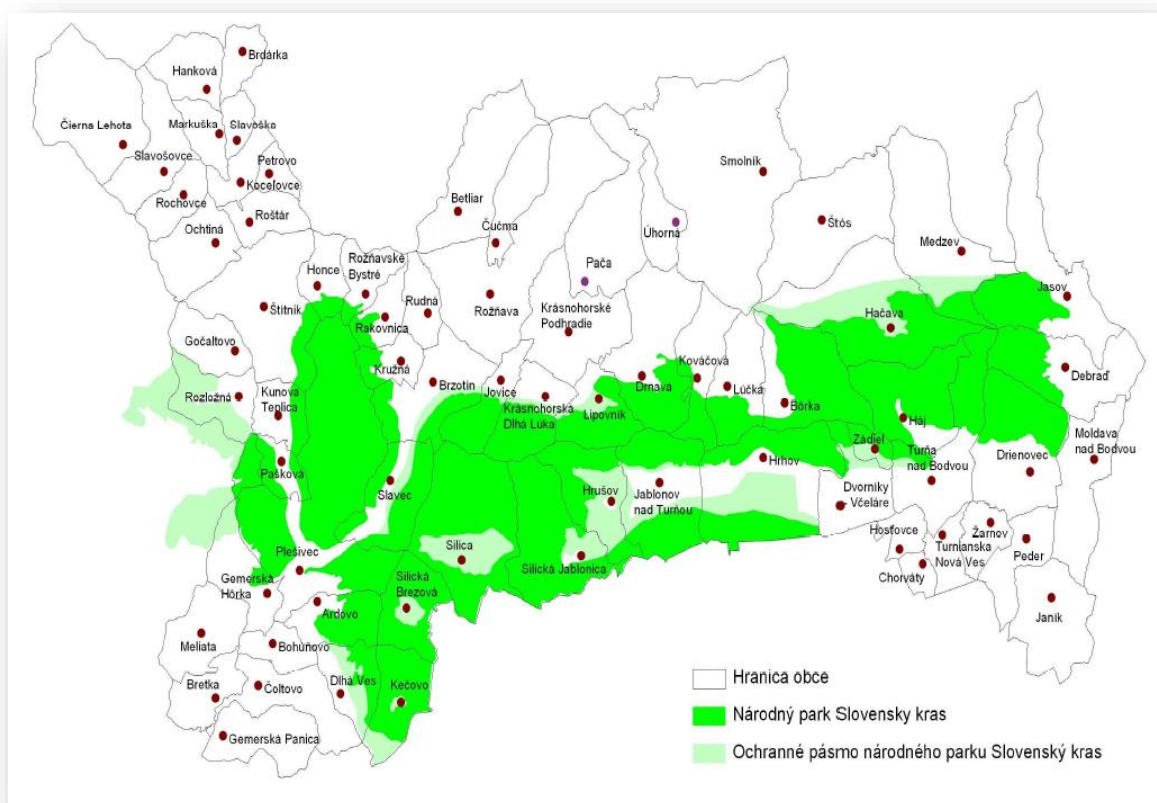 Brdárka
Hanková
Čierna Lehota
Markuška
Slavoška
Slavošovce
Petrovo
Kocelovce
Rochovce
Roštár
Ochtiná
Betliar
Čučma
Smolník
Úhorná
Štós
Medzev
Honce
Rožňavské
Bystré
Pača
Štítnik
Rakovnica
Rudná
Rožňava
Krásnohorské
Podhradie
Hačava
Jasov
Gočaltovo
Kružná
Brzotín
Jovice
Krásnohorská
Dlhá Lúka
Lipovník
Drnava
Kováčová
Lúčka
Bôrka
Debraď
Rozložná
Kunova
Teplica
Háj
Zádiel
Turňa
nad Bodvou
Drienovec
Moldava
nad Bodvou
Pašková
Slavec
Hrhov
Hrušov
Jablonov
nad Turňou
Dvorníky
- Včeláre
Plešivec
Silica
Silická Jablonica
Hosťovce
Chorváty
Turnianska
Nová Ves
Žarnov
Peder
Gemerská
Hôrka
Silická
Brezová
Ardovo
Janík
Meliata
Bohúňovo
Bretka
Čoltovo
Dlhá Ves
Kečovo
Gemerská Panica
Hranica obce
Národný park Slovensky kras
Ochranné pásmo národného parku Slovenský kras